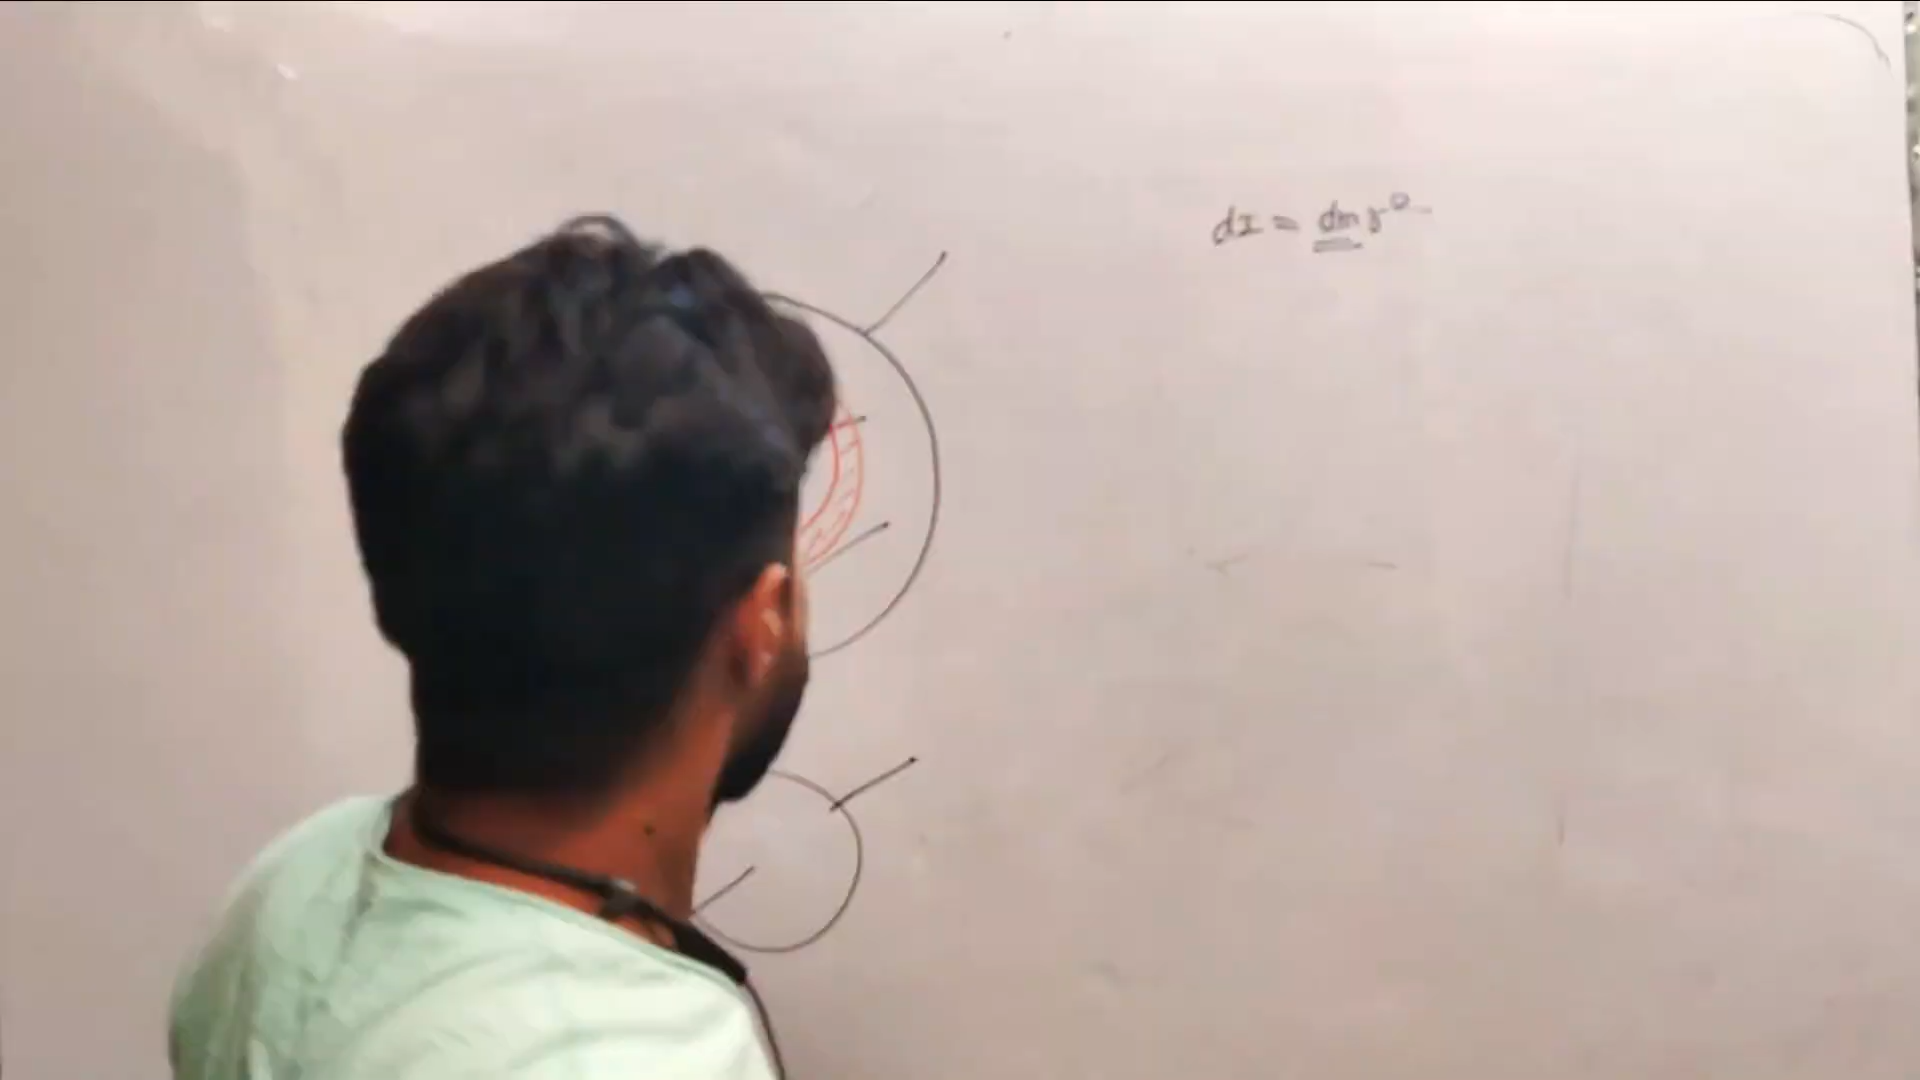 dI = dm r²